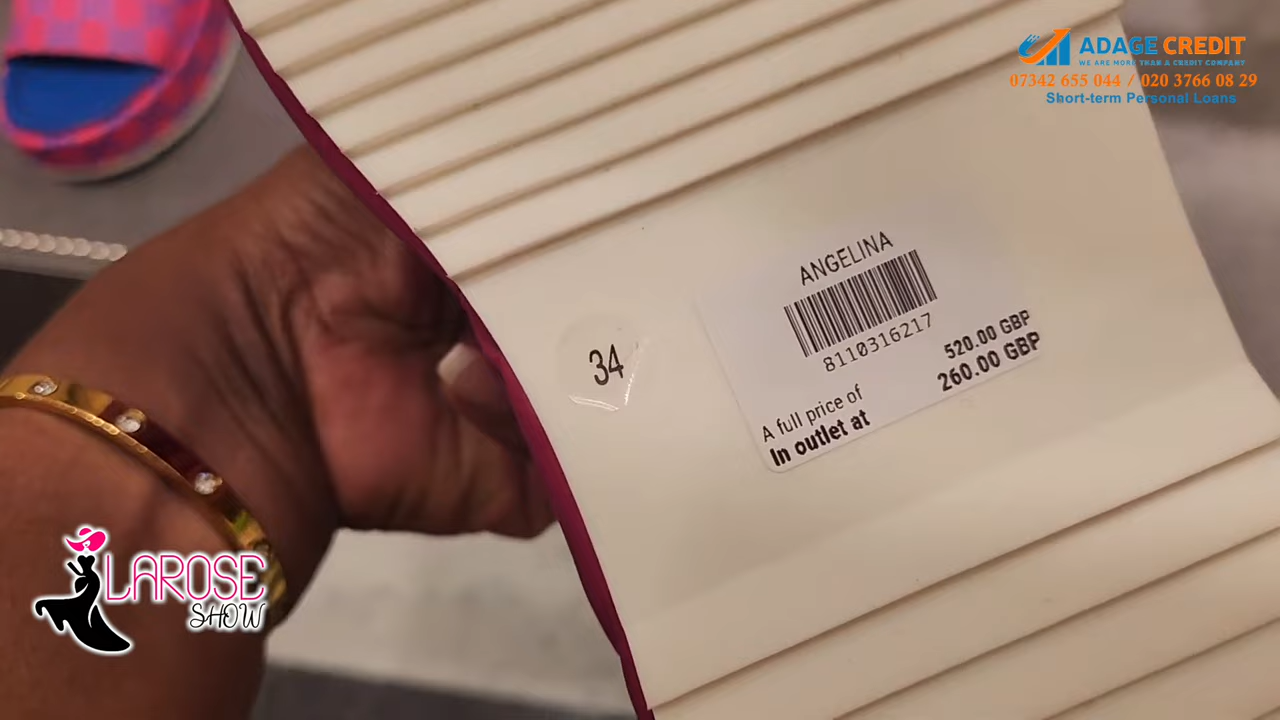 ADAGE CREDIT
WE ARE MORE THAN A CREDIT COMPANY
07342 655 044 / 020 3766 08 29
Short-term Personal Loans
ANGELINA
8110316217
34
520.00 GBP
A full price of
260.00 GBP
In outlet at
LAROSE
SHOW